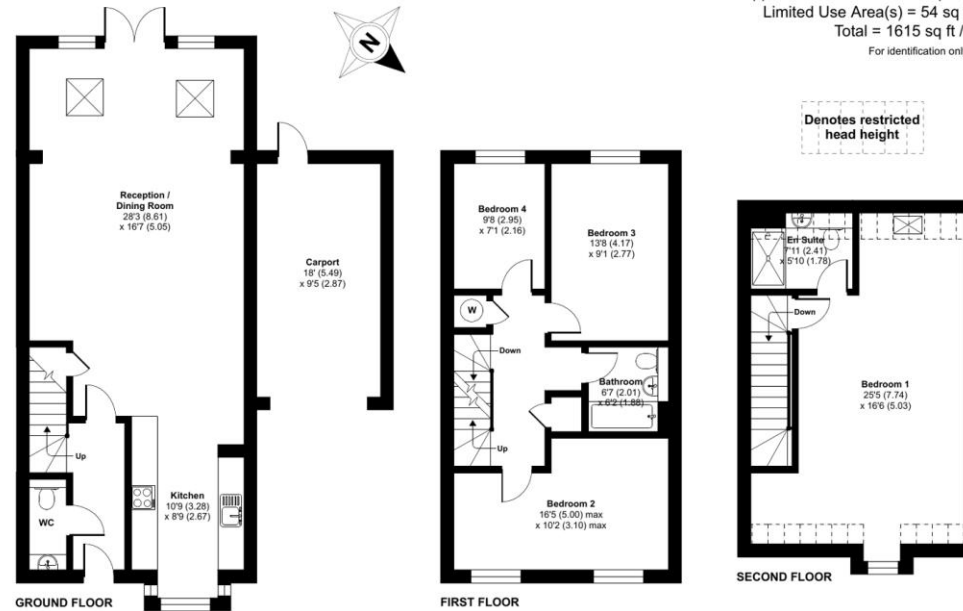 Limited Use Area(s) = 54 sq
Total = 1615 sq ft /
For identification onl
N
Denotes restricted
head height
Reception /
Dining Room
28'3 (8.61)
x 16'7 (5.05)
Carport
18' (5.49)
x 9'5 (2.87)
Up
Kitchen
10'9 (3.28)
x 8'9 (2.67)
WC
GROUND FLOOR
Bedroom 4
9'8 (2.95)
x 7'1 (2.16)
Bedroom 3
13'8 (4.17)
x 9'1 (2.77)
W
Down
Bathroom
6'7 (2.01)
x 6'2 (1.88)
Up
Bedroom 2
16'5 (5.00) max
x 10'2 (3.10) max
FIRST FLOOR
En Suite
7'11 (2.41)
x 5'10 (1.78)
Down
Bedroom 1
25'5 (7.74)
x 16'6 (5.03)
SECOND FLOOR